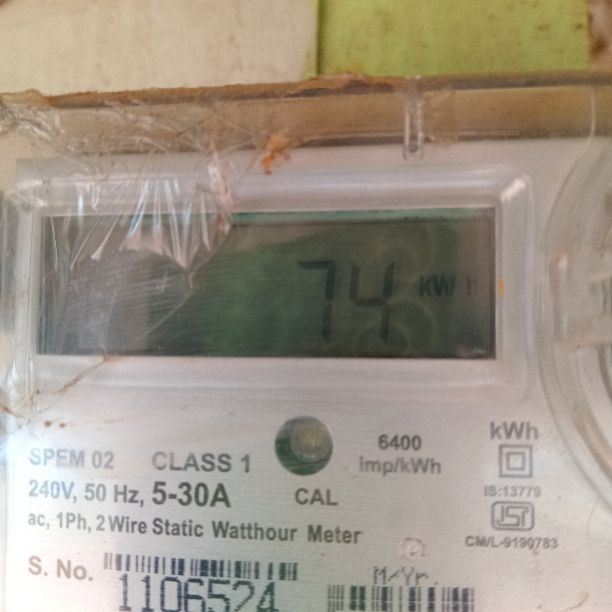 74 kWh
kWh
SPEM 02 CLASS 1
6400
imp/kWh
240V, 50 Hz, 5-30A
CAL
IS:13779
ISI
ac, 1Ph, 2 Wire Static Watthour Meter
CM/L-9190783
S. No.
M/Yr.
1106524